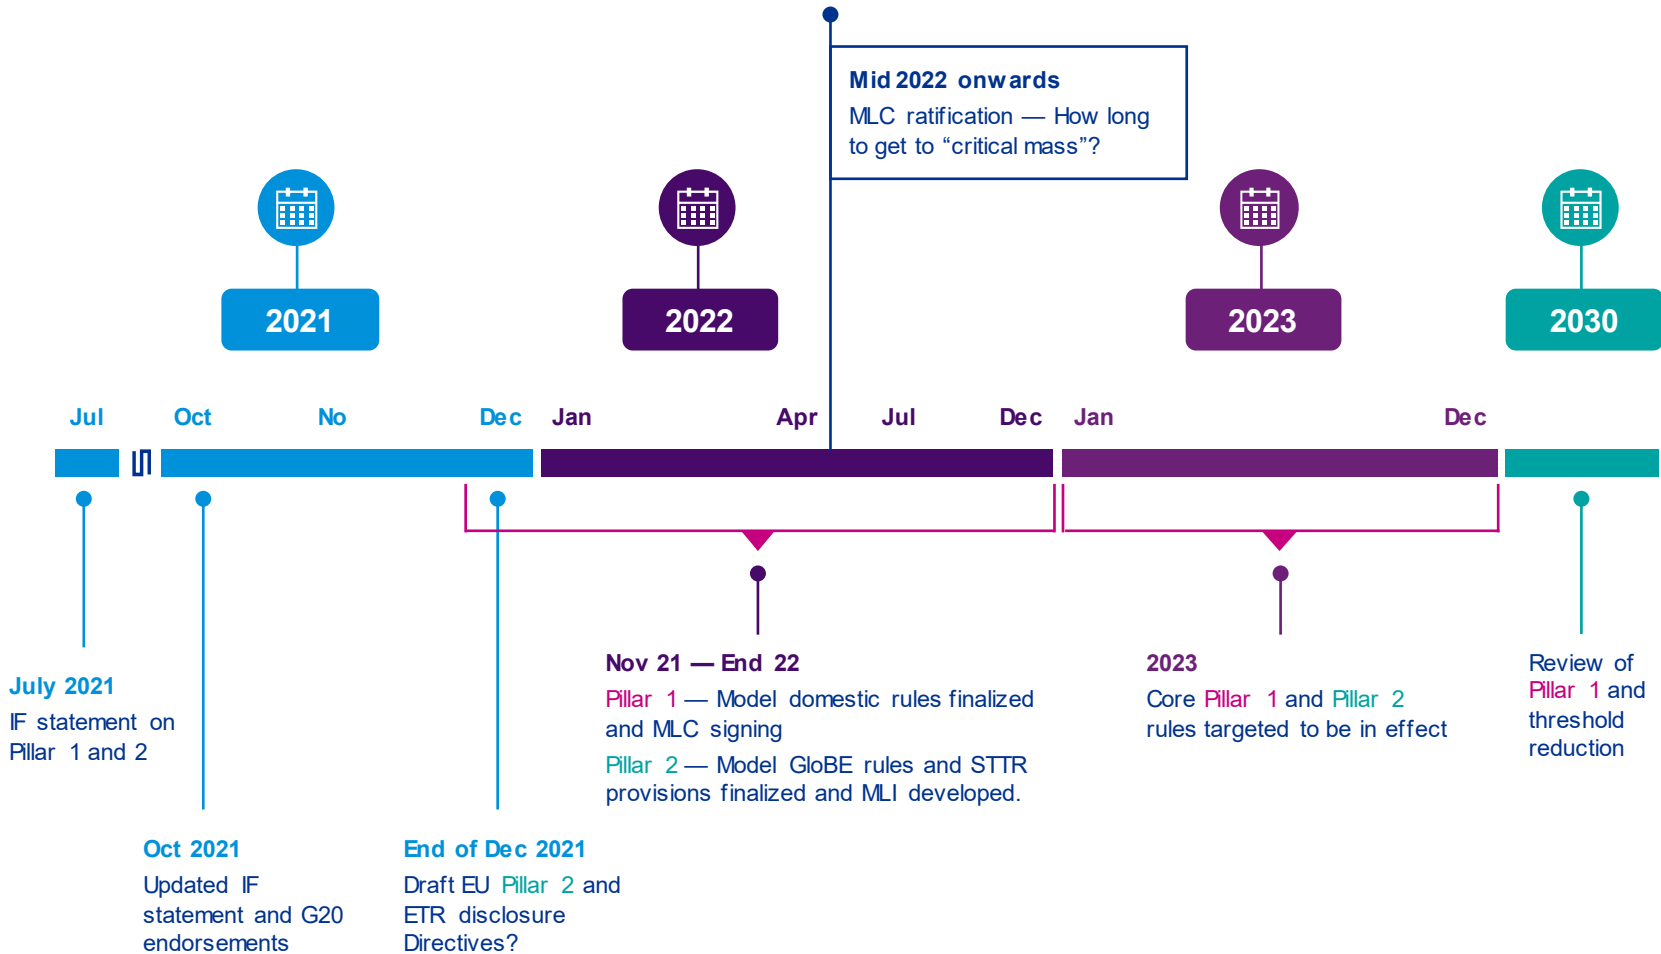 Mid 2022 onwards
MLC ratification — How long
to get to “critical mass”?
2021
2022
2023
2030
Jul
Oct
No
Dec
Jan
Apr
Jul
Dec
Jan
Dec
July 2021
IF statement on
Pillar 1 and 2
Oct 2021
Updated IF
statement and G20
endorsements
End of Dec 2021
Draft EU Pillar 2 and
ETR disclosure
Directives?
Nov 21 — End 22
Pillar 1 — Model domestic rules finalized
and MLC signing
Pillar 2 — Model GloBE rules and STTR
provisions finalized and MLI developed.
2023
Core Pillar 1 and Pillar 2
rules targeted to be in effect
Review of
Pillar 1 and
threshold
reduction